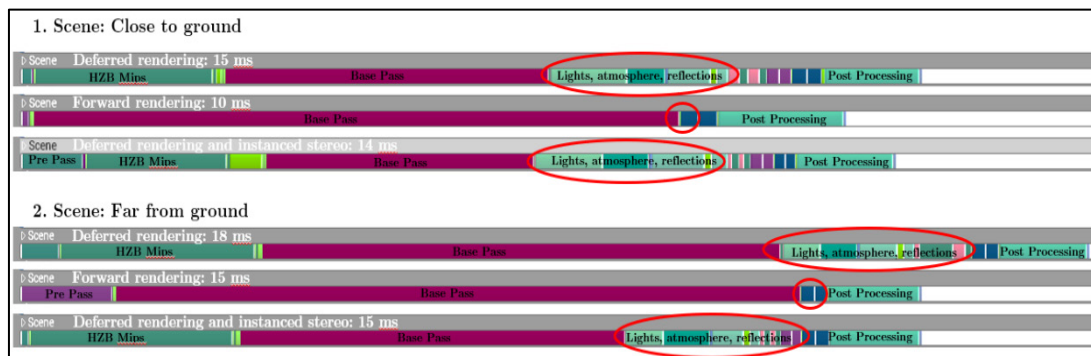 1. Scene: Close to ground
Scene Deferred rendering: 15 ms
HZB Mips Base Pass Lights, atmosphere, reflections Post Processing
Scene Forward rendering: 10 ms
Base Pass Post Processing
Scene Deferred rendering and instanced stereo: 14 ms
Pre Pass HZB Mips Base Pass Lights, atmosphere, reflections Post Processing
2. Scene: Far from ground
Scene Deferred rendering: 18 ms
HZB Mips Base Pass Lights, atmosphere, reflections Post Processing
Scene Forward rendering: 15 ms
Pre Pass Base Pass Post Processing
Scene Deferred rendering and instanced stereo: 15 ms
HZB Mips Base Pass Lights, atmosphere, reflections Post Processing